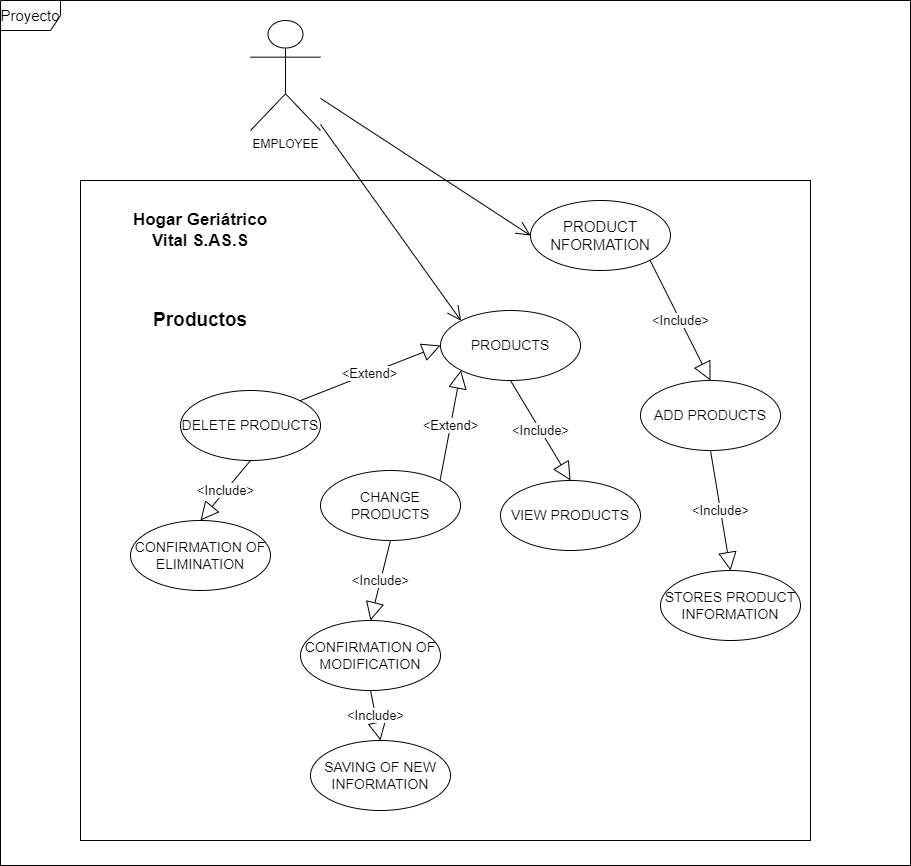 Proyecto
EMPLOYEE
Hogar Geriátrico
Vital S.AS.S
PRODUCT
NFORMATION
Productos
<Include>
PRODUCTS
<Extend>
DELETE PRODUCTS
<Extend>
<Include>
ADD PRODUCTS
<Include>
CHANGE
PRODUCTS
VIEW PRODUCTS
<Include>
CONFIRMATION OF
ELIMINATION
<Include>
STORES PRODUCT
INFORMATION
CONFIRMATION OF
MODIFICATION
<Include>
SAVING OF NEW
INFORMATION